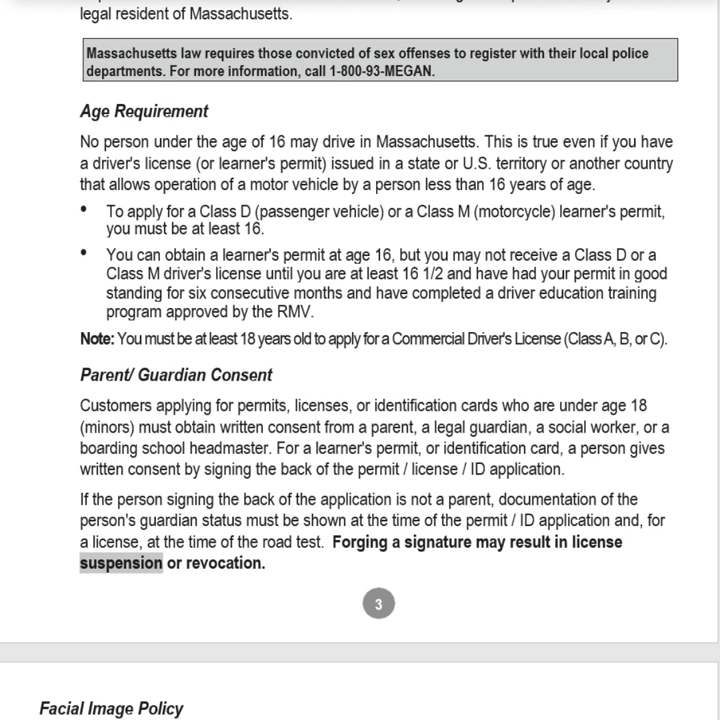 legal resident of Massachusetts.
Massachusetts law requires those convicted of sex offenses to register with their local police
departments. For more information, call 1-800-93-MEGAN.
Age Requirement
No person under the age of 16 may drive in Massachusetts. This is true even if you have
a driver's license (or learner's permit) issued in a state or U.S. territory or another country
that allows operation of a motor vehicle by a person less than 16 years of age.
• To apply for a Class D (passenger vehicle) or a Class M (motorcycle) learner's permit,
you must be at least 16.
• You can obtain a learner's permit at age 16, but you may not receive a Class D or a
Class M driver's license until you are at least 16 1/2 and have had your permit in good
standing for six consecutive months and have completed a driver education training
program approved by the RMV.
Note: You must be at least 18 years old to apply for a Commercial Driver's License (Class A, B, or C).
Parent/ Guardian Consent
Customers applying for permits, licenses, or identification cards who are under age 18
(minors) must obtain written consent from a parent, a legal guardian, a social worker, or a
boarding school headmaster. For a learner's permit, or identification card, a person gives
written consent by signing the back of the permit / license / ID application.
If the person signing the back of the application is not a parent, documentation of the
person's guardian status must be shown at the time of the permit / ID application and, for
a license, at the time of the road test. Forging a signature may result in license
suspension or revocation.
3
Facial Image Policy